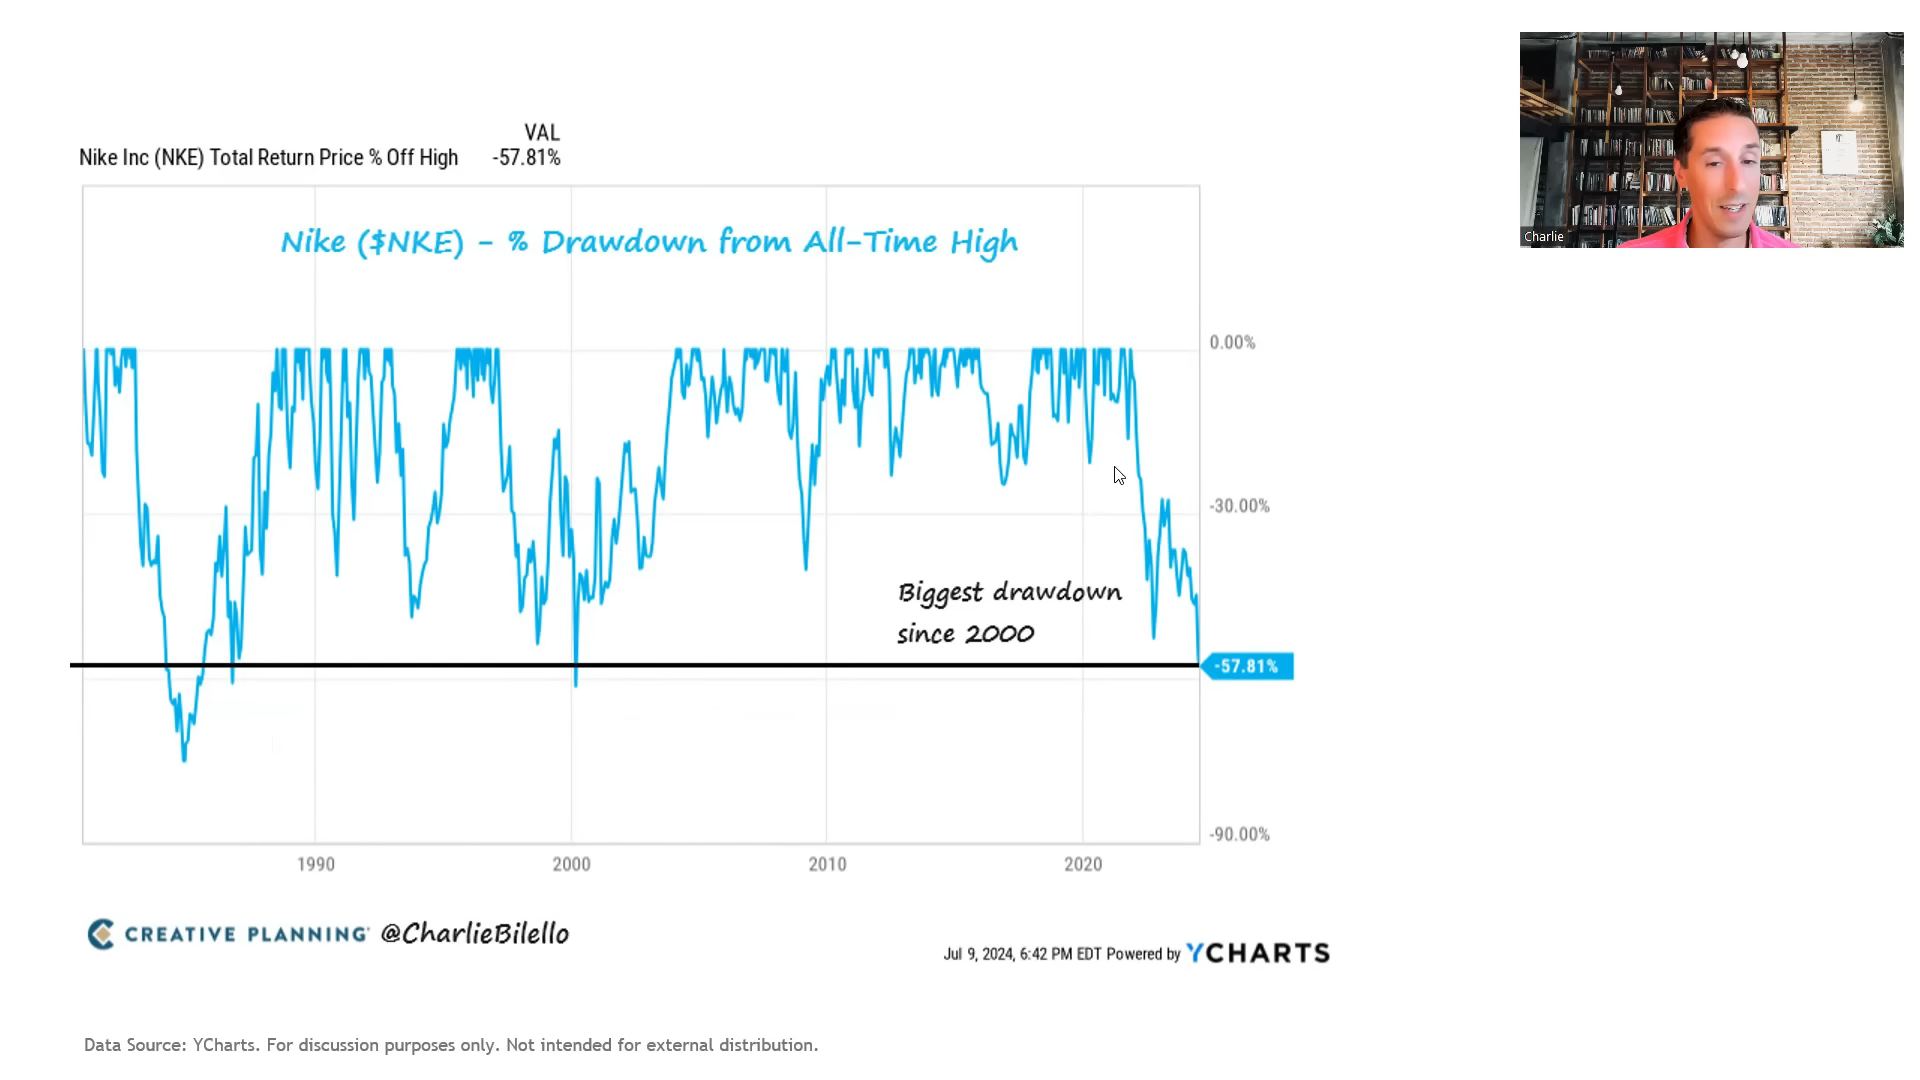 VAL
Nike Inc (NKE) Total Return Price % Off High -57.81%
Nike ($NKE) - % Drawdown from All-Time High
0.00%
-30.00%
Biggest drawdown
since 2000
-57.81%
-90.00%
1990 2000 2010 2020
CREATIVE PLANNING @CharlieBilello
Jul 9, 2024, 6:42 PM EDT Powered by YCHARTS
Data Source: YCharts. For discussion purposes only. Not intended for external distribution.
Charlie